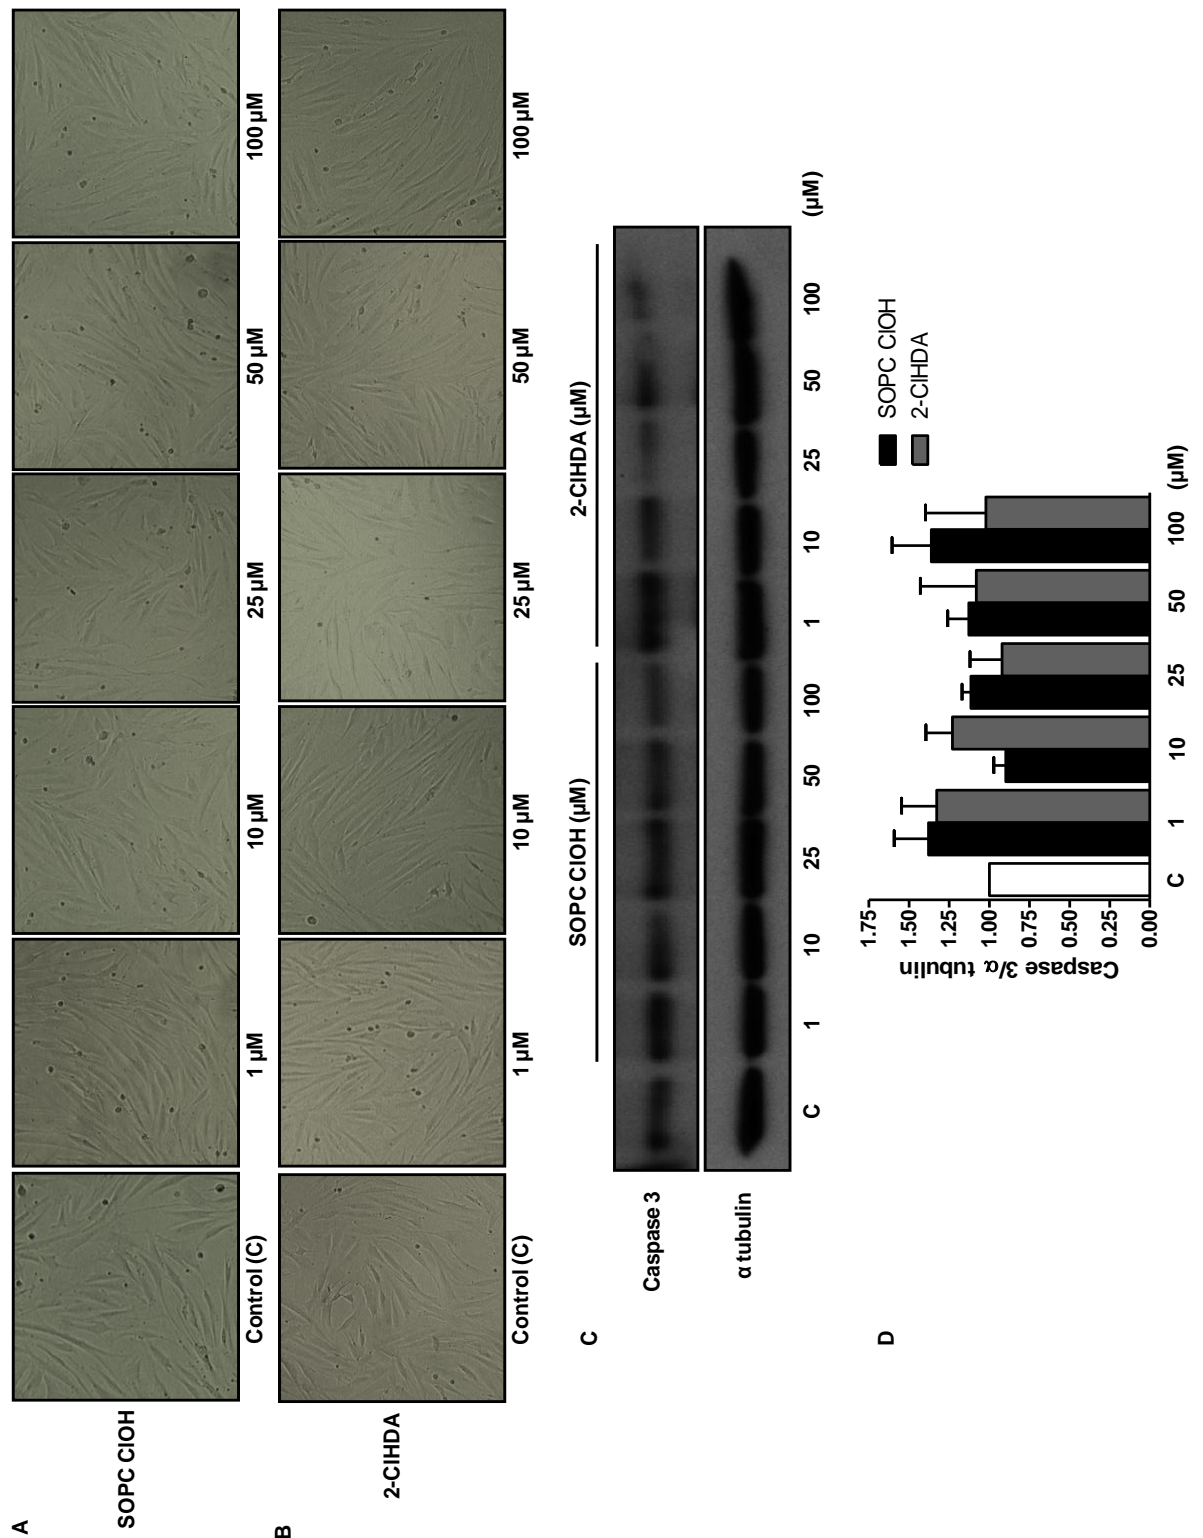 A
SOPC ClOH
Control (C) 1 µM 10 µM 25 µM 50 µM 100 µM
B
2-ClHDA
Control (C) 1 µM 10 µM 25 µM 50 µM 100 µM
C
SOPC ClOH (µM) 2-ClHDA (µM)
Caspase 3
α tubulin
C 1 10 25 50 100 1 10 25 50 100 (µM)
D
SOPC ClOH
2-ClHDA
Caspase 3/α tubulin
1.75
1.50
1.25
1.00
0.75
0.50
0.25
0.00
C 1 10 25 50 100 (µM)